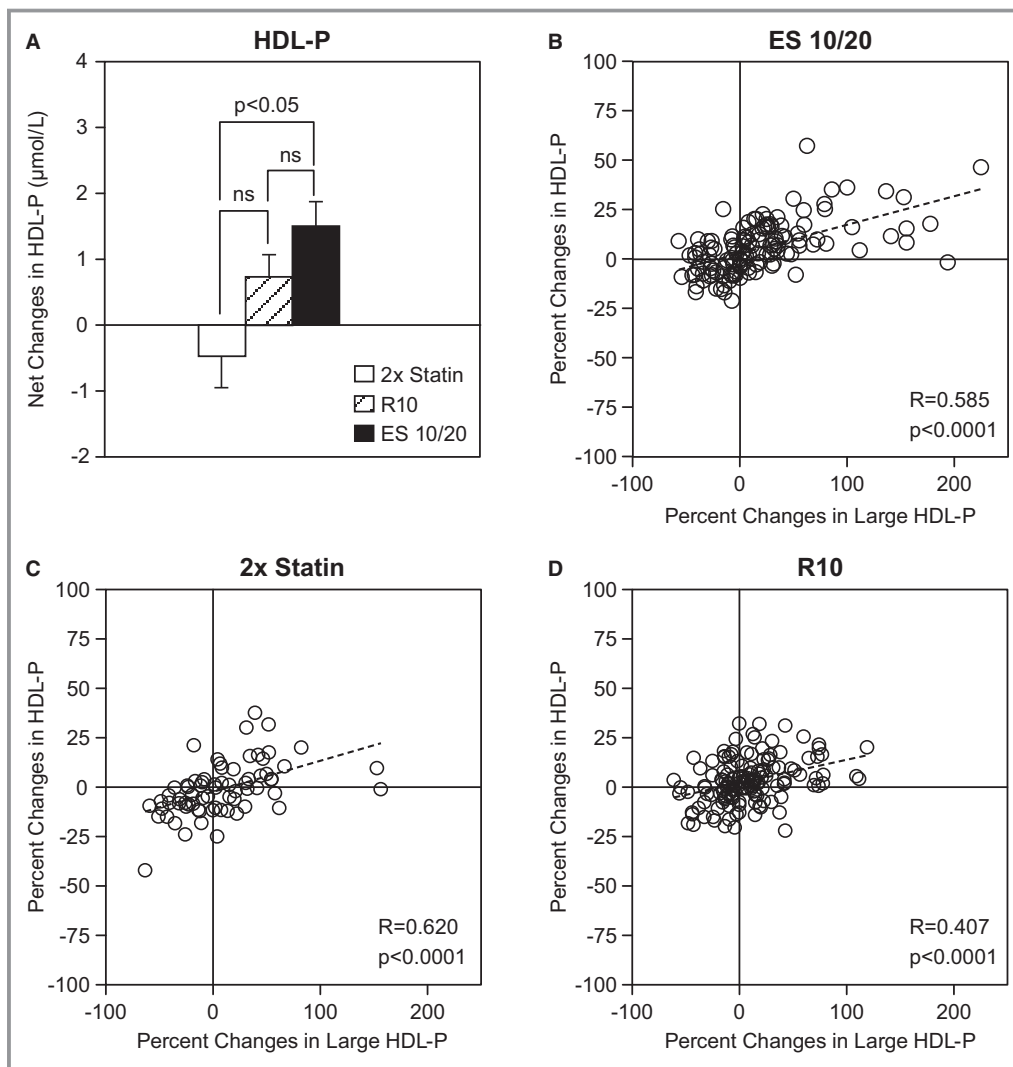 A
HDL-P
Net Changes in HDL-P (µmol/L)
4
3
2
1
0
-1
-2
p<0.05
ns
ns
2x Statin
R10
ES 10/20
B
ES 10/20
Percent Changes in HDL-P
100
75
50
25
0
-25
-50
-75
-100
R=0.585
p<0.0001
-100
0
100
200
Percent Changes in Large HDL-P
C
2x Statin
Percent Changes in HDL-P
100
75
50
25
0
-25
-50
-75
-100
R=0.620
p<0.0001
-100
0
100
200
Percent Changes in Large HDL-P
D
R10
Percent Changes in HDL-P
100
75
50
25
0
-25
-50
-75
-100
R=0.407
p<0.0001
-100
0
100
200
Percent Changes in Large HDL-P